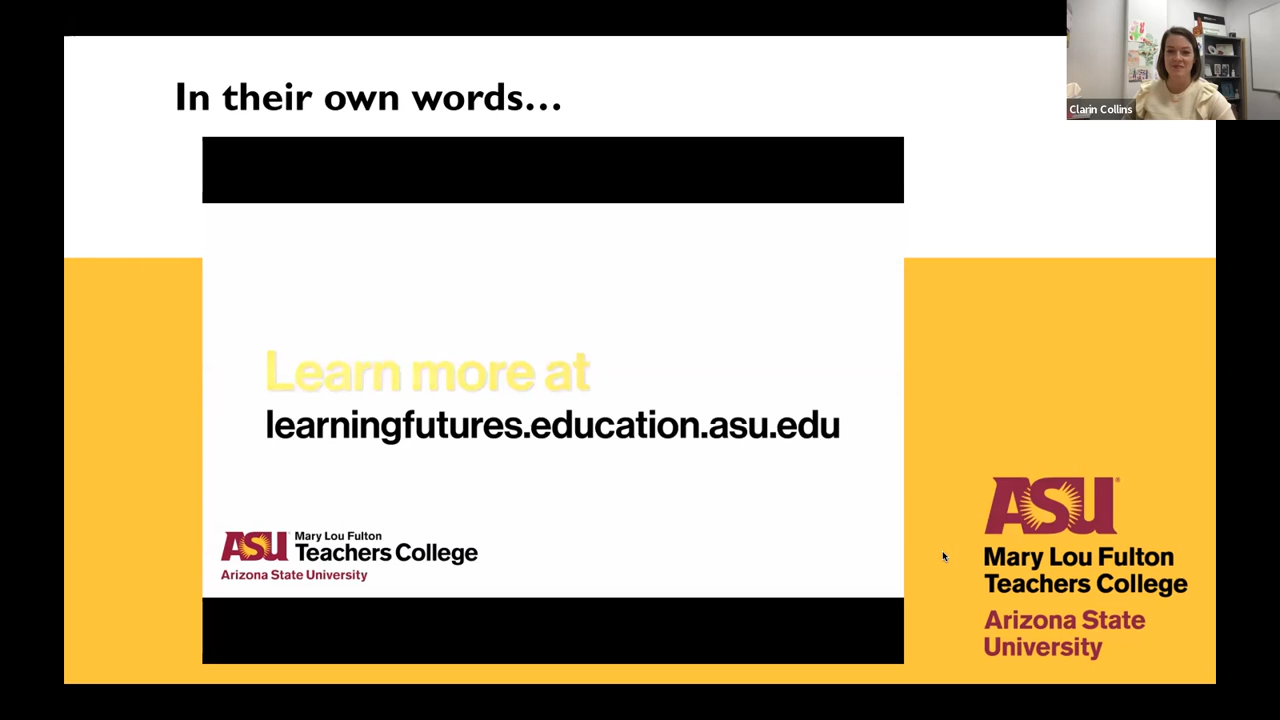 In their own words...
Clarin Collins
Learn more at
learningfutures.education.asu.edu
ASU Mary Lou Fulton
Teachers College
Arizona State University
ASU
Mary Lou Fulton
Teachers College
Arizona State
University